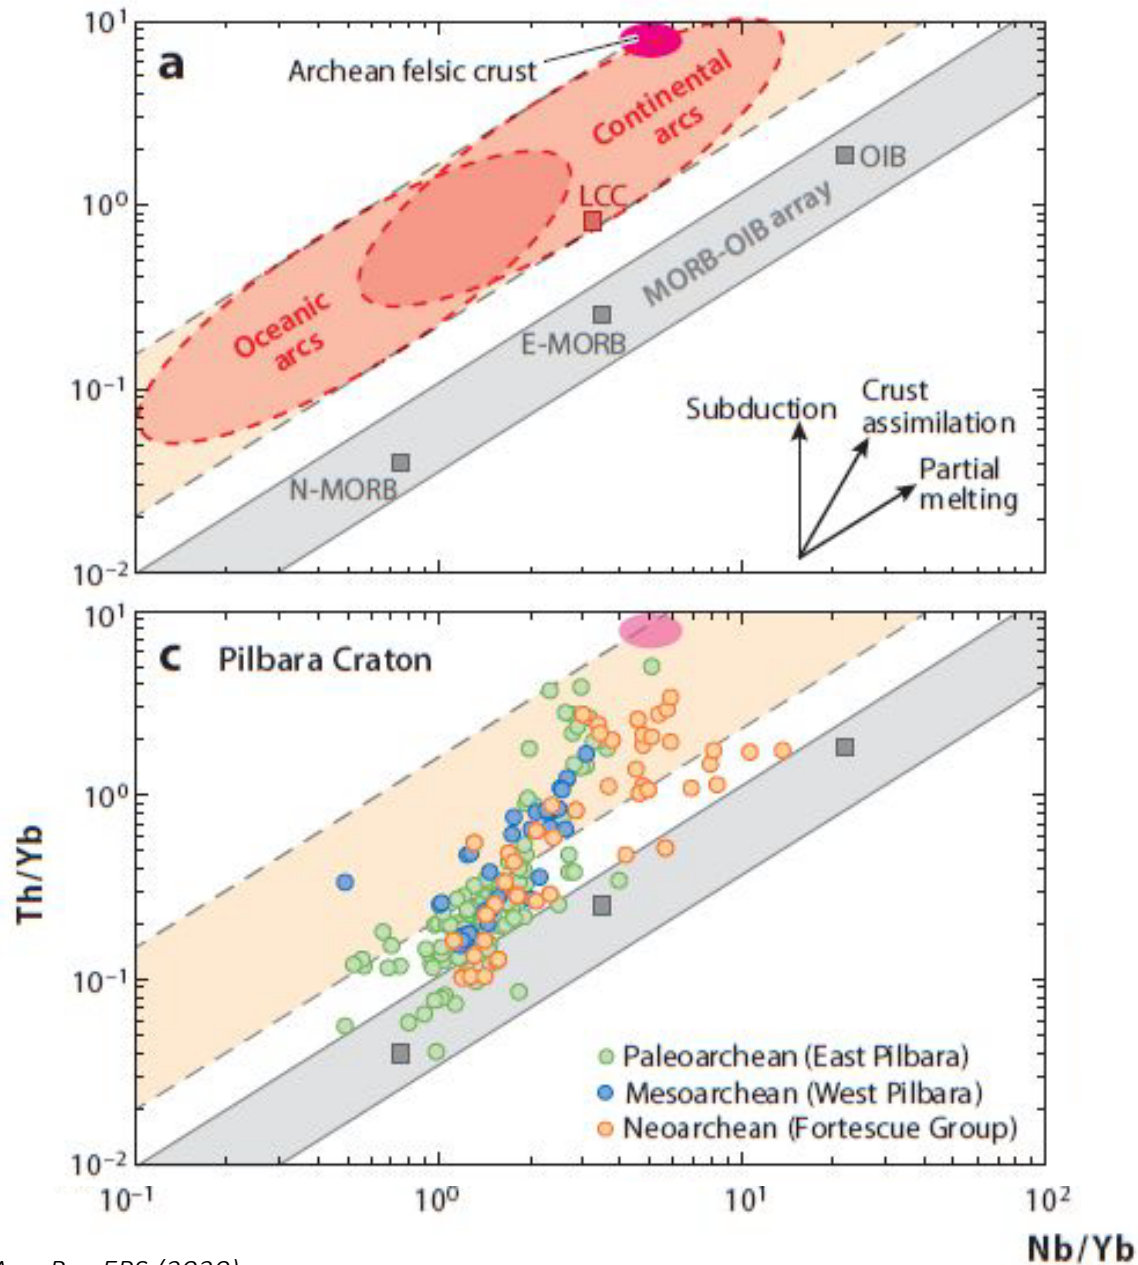 10¹
a
Archean felsic crust
Continental
arcs
OIB
10⁰
LCC
MORB-OIB array
Oceanic
arcs
E-MORB
10⁻¹
Crust
assimilation
Subduction
Partial
melting
N-MORB
10⁻²
10¹
c Pilbara Craton
10⁰
Th/Yb
10⁻¹
Paleoarchean (East Pilbara)
Mesoarchean (West Pilbara)
Neoarchean (Fortescue Group)
10⁻²
10⁻¹ 10⁰ 10¹ 10²
Nb/Yb